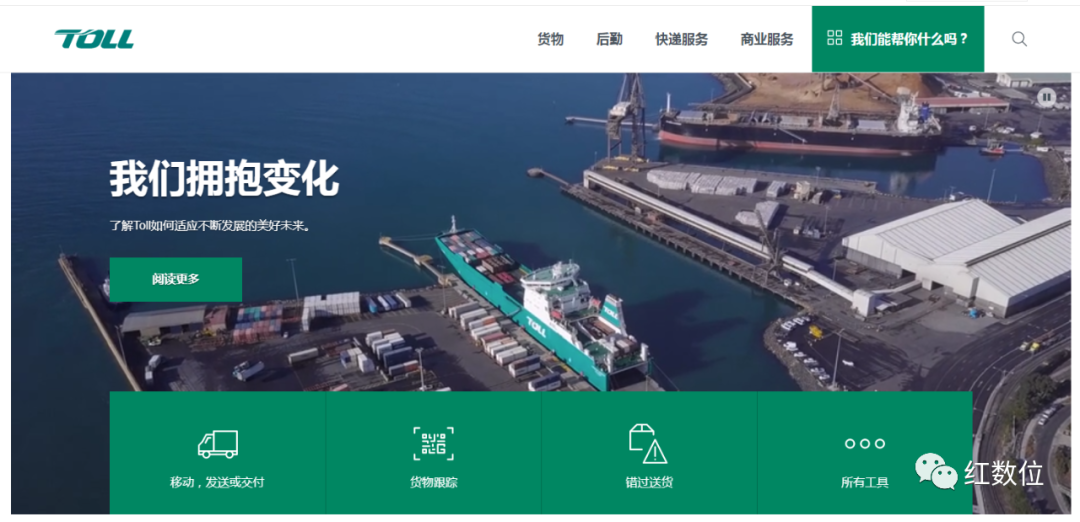 TOLL
货物
后勤
快递服务
商业服务
我们能帮你什么吗？
我们拥抱变化
了解Toll如何适应不断发展的美好未来。
阅读更多
TOLL
移动，发送或交付
货物跟踪
错过送货
所有工具
红数位